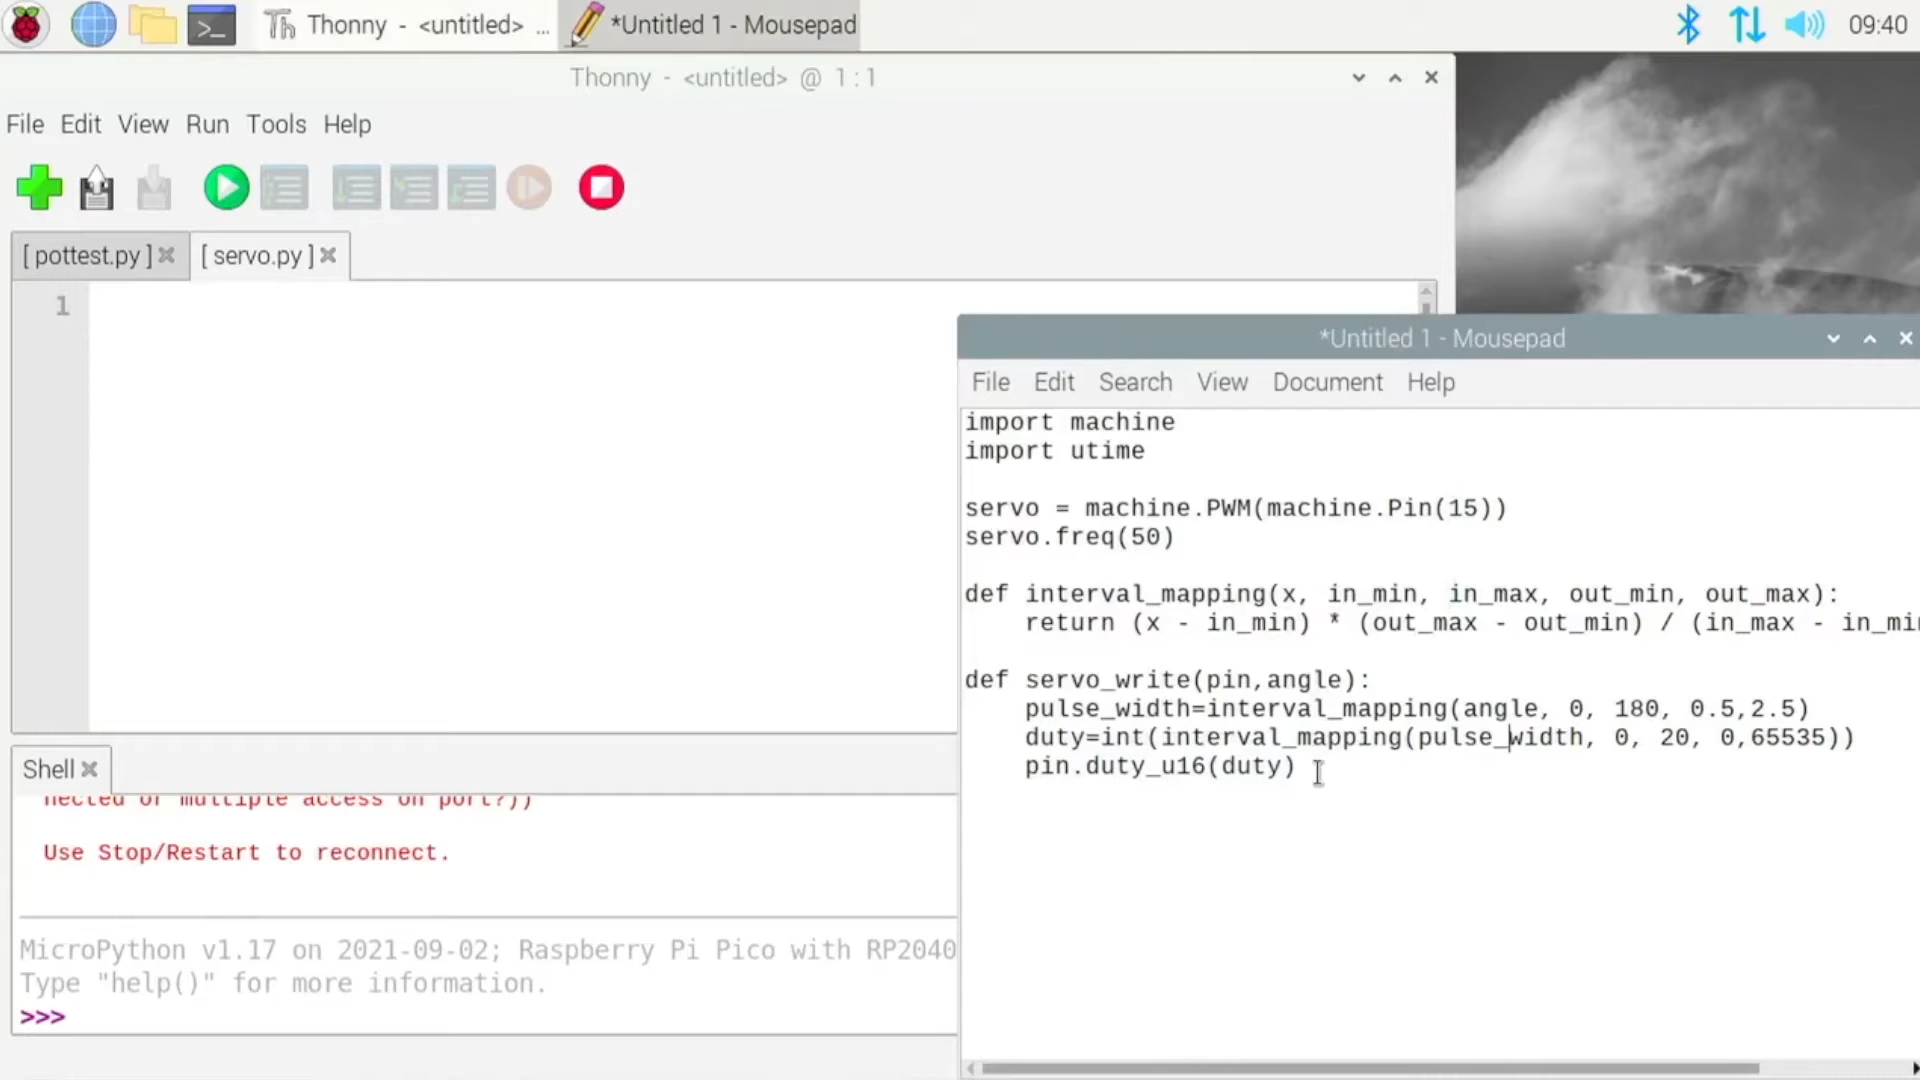 Thonny - <untitled> ...
*Untitled 1 - Mousepad
09:40
Thonny - <untitled> @ 1:1
File Edit View Run Tools Help
[ pottest.py ] [ servo.py ]
1
*Untitled 1 - Mousepad
File Edit Search View Document Help
import machine
import utime
servo = machine.PWM(machine.Pin(15))
servo.freq(50)
def interval_mapping(x, in_min, in_max, out_min, out_max):
return (x - in_min) * (out_max - out_min) / (in_max - in_mi
def servo_write(pin,angle):
pulse_width=interval_mapping(angle, 0, 180, 0.5,2.5)
duty=int(interval_mapping(pulse_width, 0, 20, 0,65535))
pin.duty_u16(duty)
Shell
nected or multiple access on port?))
Use Stop/Restart to reconnect.
MicroPython v1.17 on 2021-09-02; Raspberry Pi Pico with RP2040
Type "help()" for more information.
>>>